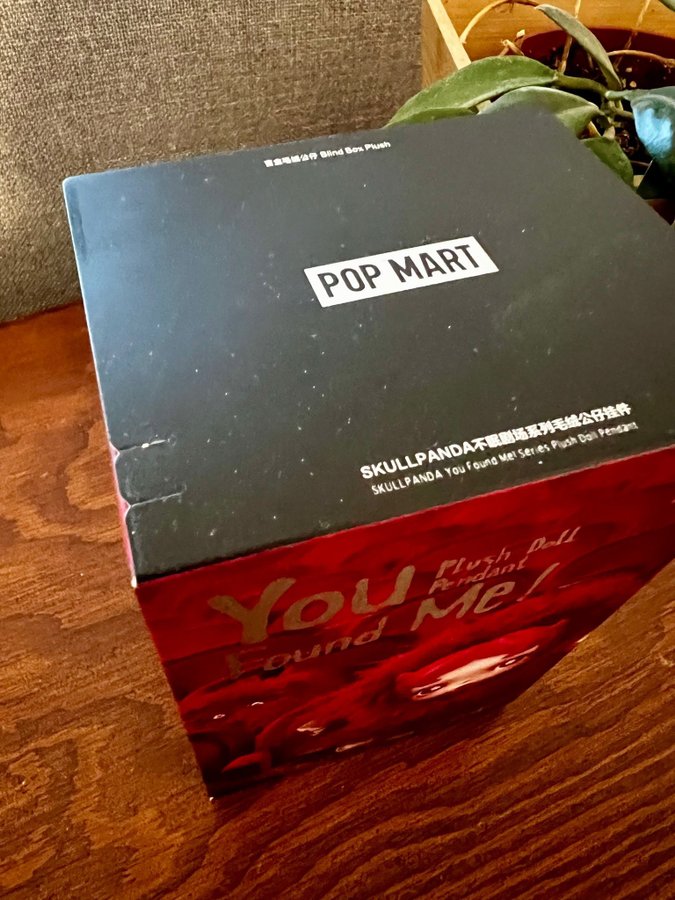 盲盒毛绒公仔 Blind Box Plush
POP MART
SKULLPANDA不眠剧场系列毛绒公仔挂件
SKULLPANDA You Found Me! Series Plush Doll Pendant
You
Plush Doll
Pendant
Found Me!